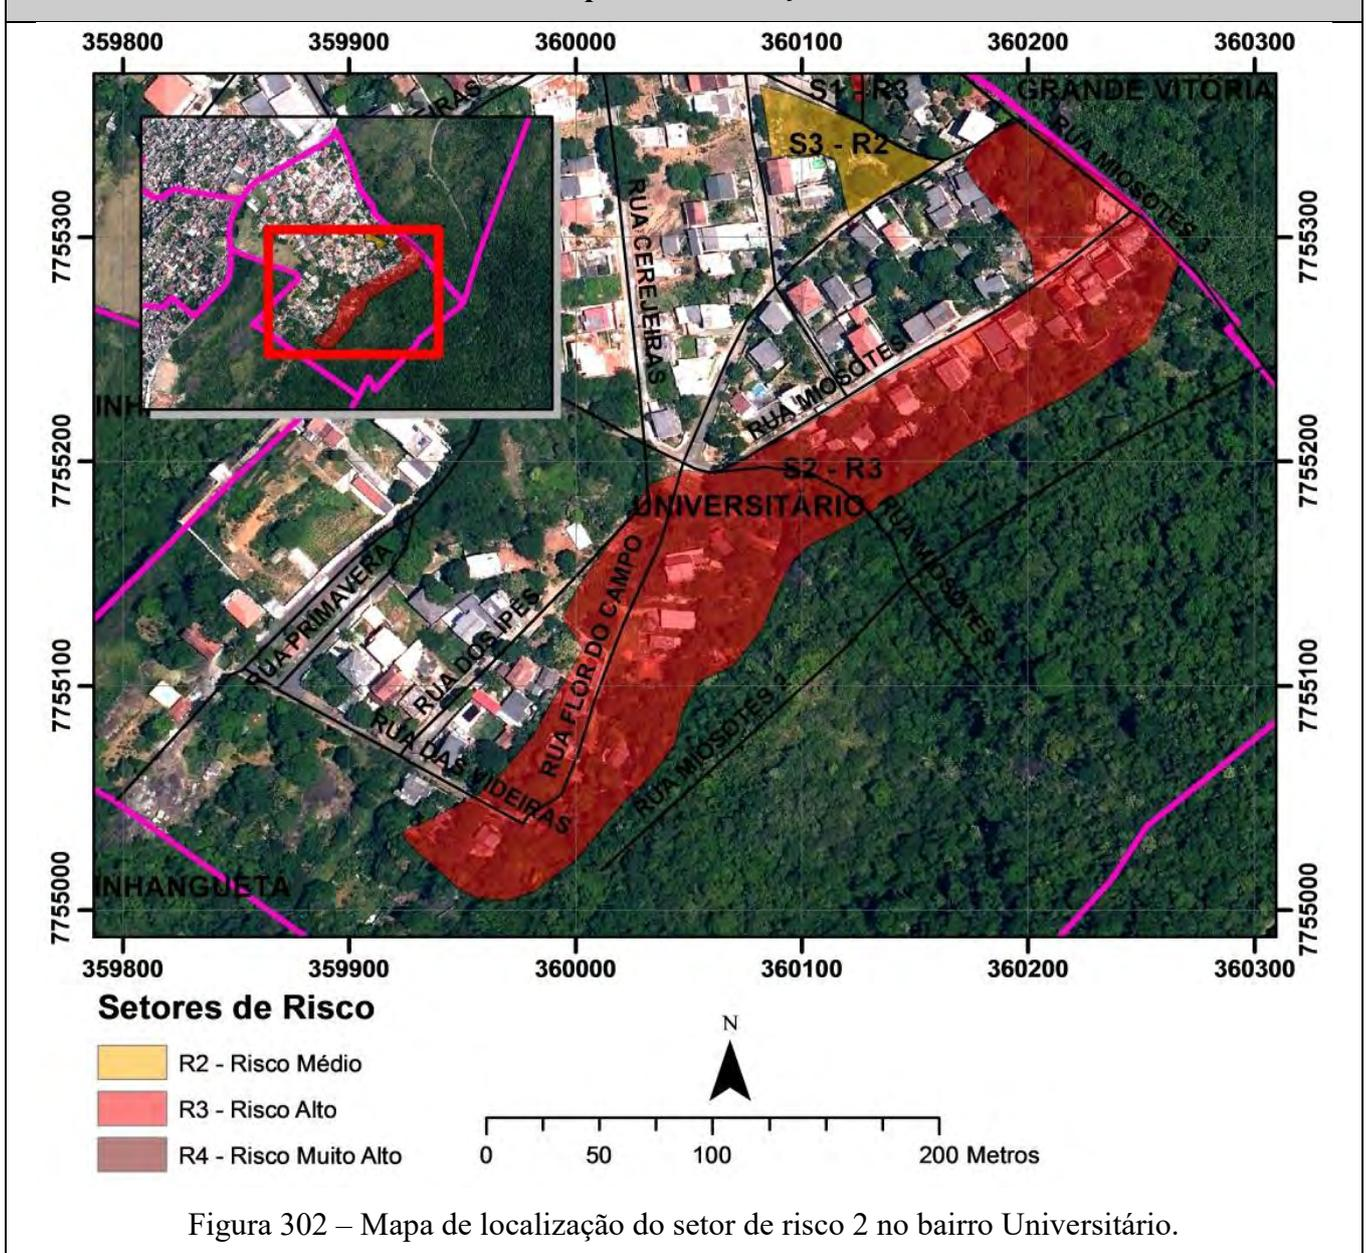 359800 359900 360000 360100 360200 360300
S1 - R3
GRANDE VITÓRIA
EIRAS
S3 - R2
RUA MIOSOTES 3
RUA CEREJEIRAS
7755300
7755300
RUA MIOSOTES
INH
7755200
7755200
S2 - R3
UNIVERSITÁRIO
RUA MIOSOTES
RUA PRIMAVERA
RUA DOS IPÊS
RUA FLOR DO CAMPO
7755100
7755100
RUA DAS VIDEIRAS
RUA MIOSOTES 2
INHANGUETÁ
7755000
7755000
359800 359900 360000 360100 360200 360300
Setores de Risco
N
R2 - Risco Médio
R3 - Risco Alto
R4 - Risco Muito Alto
0 50 100 200 Metros
Figura 302 – Mapa de localização do setor de risco 2 no bairro Universitário.